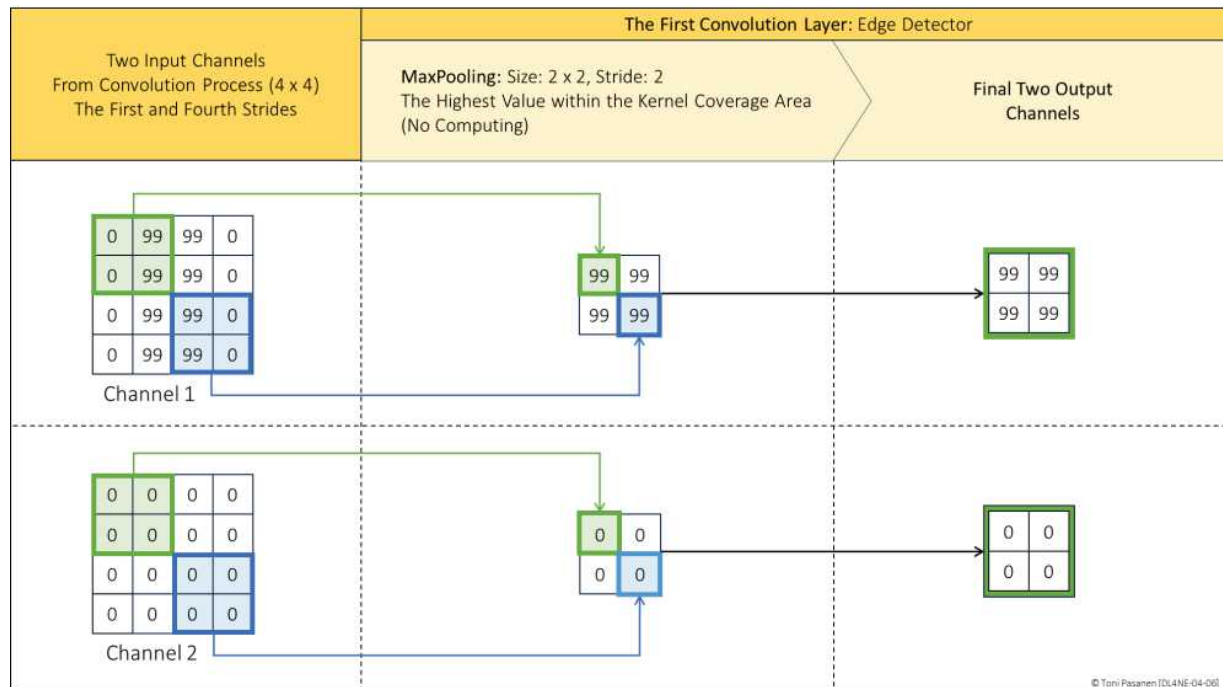 Two Input Channels
From Convolution Process (4 x 4)
The First and Fourth Strides
The First Convolution Layer: Edge Detector
MaxPooling: Size: 2 x 2, Stride: 2
The Highest Value within the Kernel Coverage Area
(No Computing)
Final Two Output
Channels
0 99 99 0
0 99 99 0
0 99 99 0
0 99 99 0
Channel 1
99 99
99 99
99 99
99 99
0 0 0 0
0 0 0 0
0 0 0 0
0 0 0 0
Channel 2
0 0
0 0
0 0
0 0
© Toni Pasanen [DL4NE-04-06]